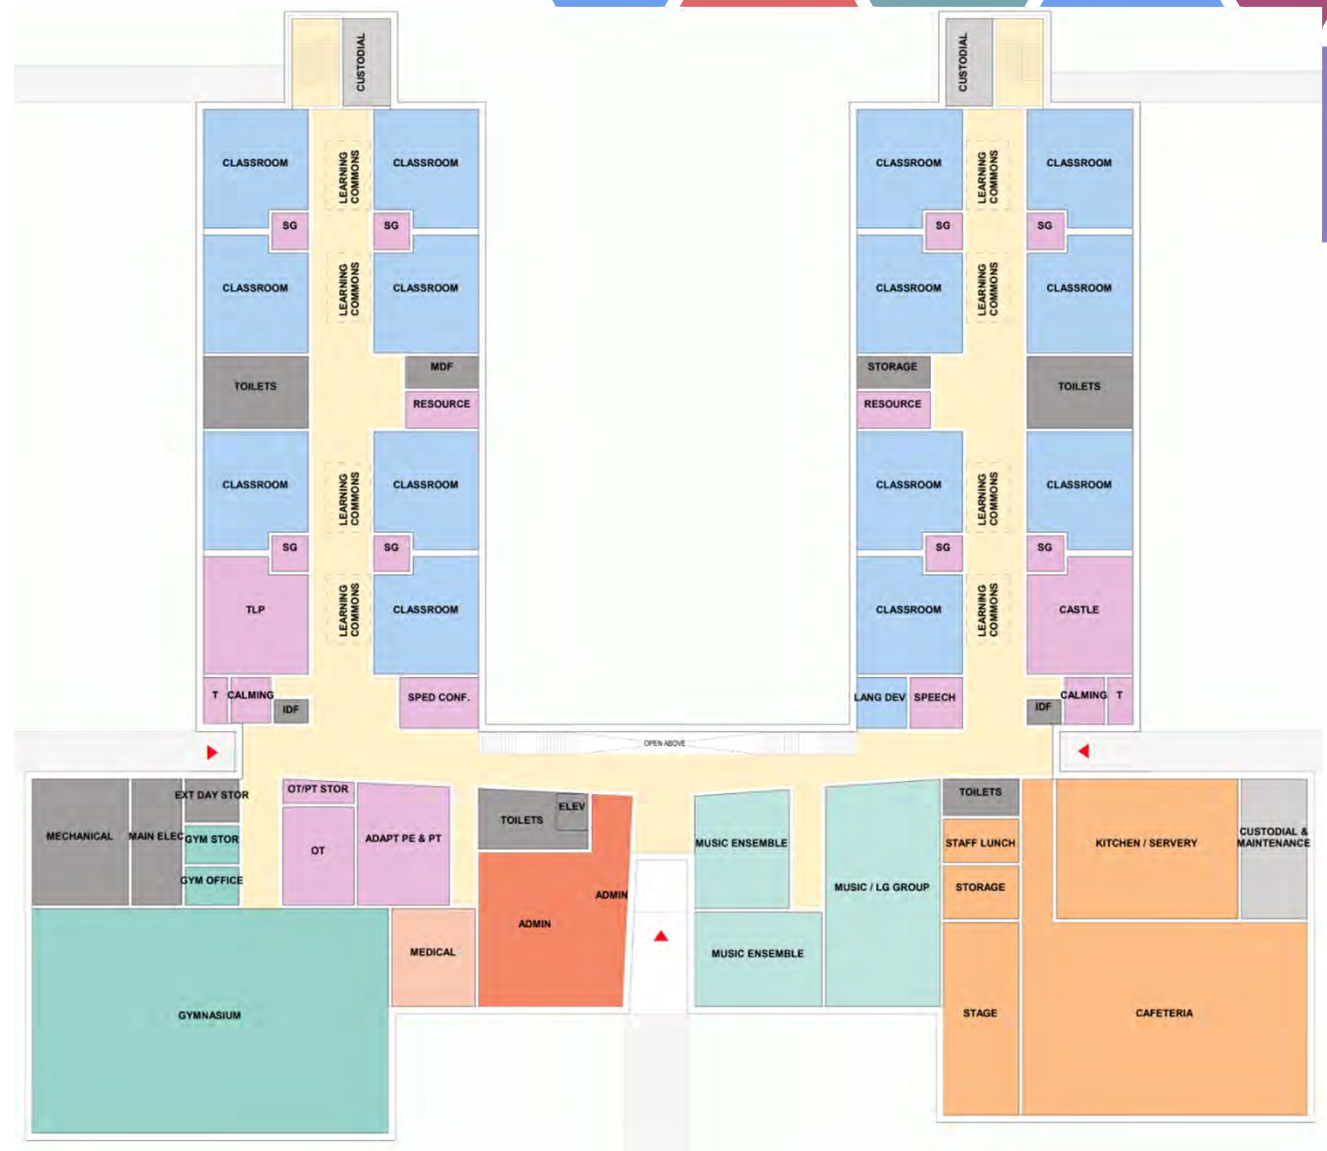 CUSTODIAL
CUSTODIAL
CLASSROOM
LEARNING
COMMONS
CLASSROOM
CLASSROOM
LEARNING
COMMONS
CLASSROOM
SG
SG
SG
SG
CLASSROOM
LEARNING
COMMONS
CLASSROOM
CLASSROOM
LEARNING
COMMONS
CLASSROOM
TOILETS
MDF
RESOURCE
STORAGE
RESOURCE
TOILETS
CLASSROOM
LEARNING
COMMONS
CLASSROOM
CLASSROOM
LEARNING
COMMONS
CLASSROOM
SG
SG
SG
SG
TLP
LEARNING
COMMONS
CLASSROOM
CLASSROOM
LEARNING
COMMONS
CASTLE
T
CALMING
IDF
SPED CONF.
LANG DEV
SPEECH
IDF
CALMING
T
OPEN ABOVE
MECHANICAL
MAIN ELEC
EXT DAY STOR
GYM STOR
GYM OFFICE
OT/PT STOR
OT
ADAPT PE & PT
TOILETS
ELEV
ADMIN
ADMIN
MEDICAL
GYMNASIUM
MUSIC ENSEMBLE
MUSIC ENSEMBLE
MUSIC / LG GROUP
TOILETS
STAFF LUNCH
STORAGE
STAGE
KITCHEN / SERVERY
CUSTODIAL &
MAINTENANCE
CAFETERIA